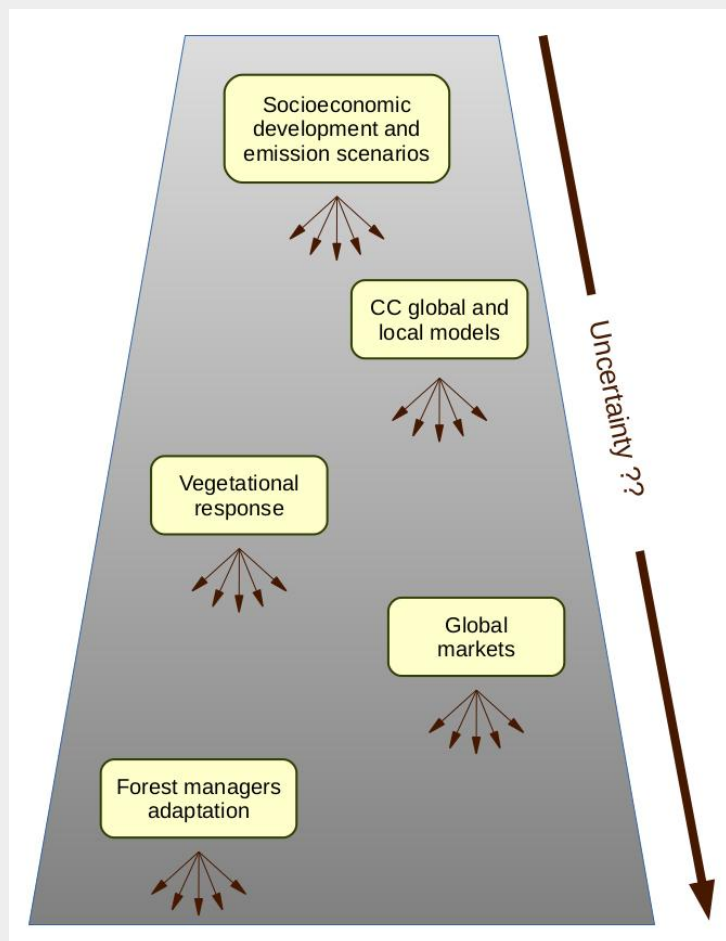 Socioeconomic
development and
emission scenarios
CC global and
local models
Uncertainty ??
Vegetational
response
Global
markets
Forest managers
adaptation